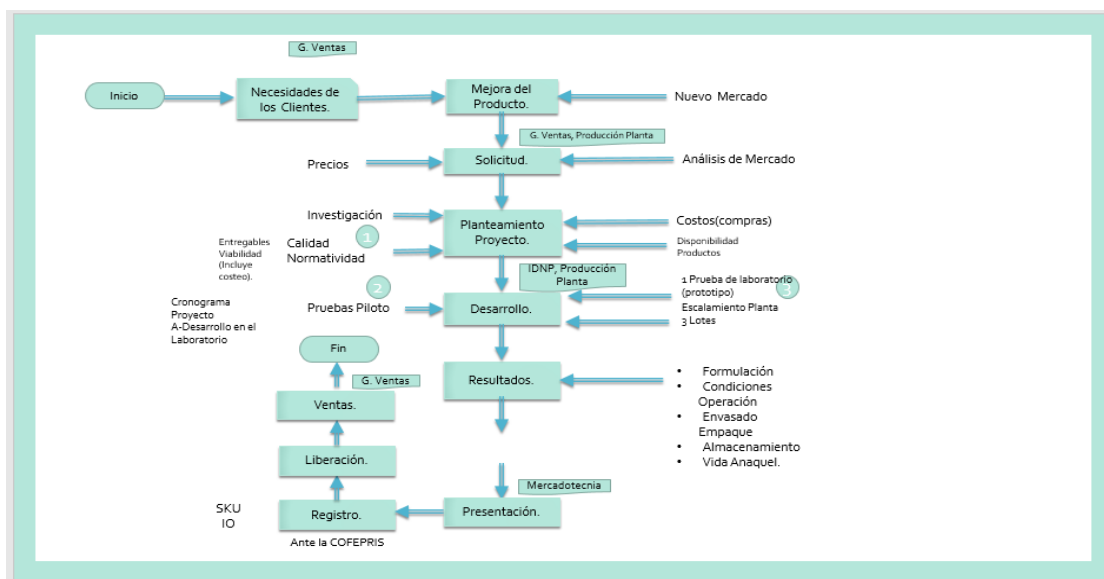 G. Ventas
Inicio
Necesidades de
los Clientes.
Mejora del
Producto.
Nuevo Mercado
G. Ventas, Producción Planta
Precios
Solicitud.
Análisis de Mercado
Investigación
Planteamiento
Proyecto.
Costos(compras)
1
Entregables
Viabilidad
(Incluye
costeo).
Calidad
Normatividad
Disponibilidad
Productos
IDNP, Producción
Planta
2
1 Prueba de laboratorio
(prototipo)
3
Cronograma
Proyecto
A-Desarrollo en el
Laboratorio
Pruebas Piloto
Desarrollo.
Escalamiento Planta
3 Lotes
Fin
G. Ventas
Resultados.
• Formulación
• Condiciones
Operación
• Envasado
Empaque
• Almacenamiento
• Vida Anaquel.
Ventas.
Liberación.
Mercadotecnia
SKU
IO
Registro.
Presentación.
Ante la COFEPRIS